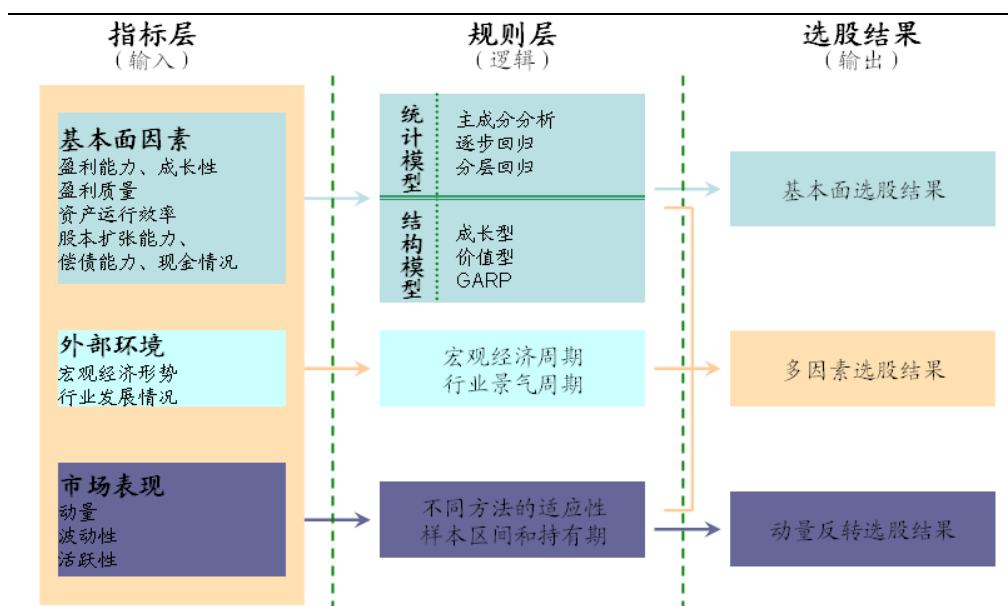 指标层
（输入）
规则层
（逻辑）
选股结果
（输出）
基本面因素
盈利能力、成长性
盈利质量
资产运行效率
股本扩张能力、
偿债能力、现金情况
统计模型
主成分分析
逐步回归
分层回归
结构模型
成长型
价值型
GARP
基本面选股结果
外部环境
宏观经济形势
行业发展情况
宏观经济周期
行业景气周期
多因素选股结果
市场表现
动量
波动性
活跃性
不同方法的适应性
样本区间和持有期
动量反转选股结果